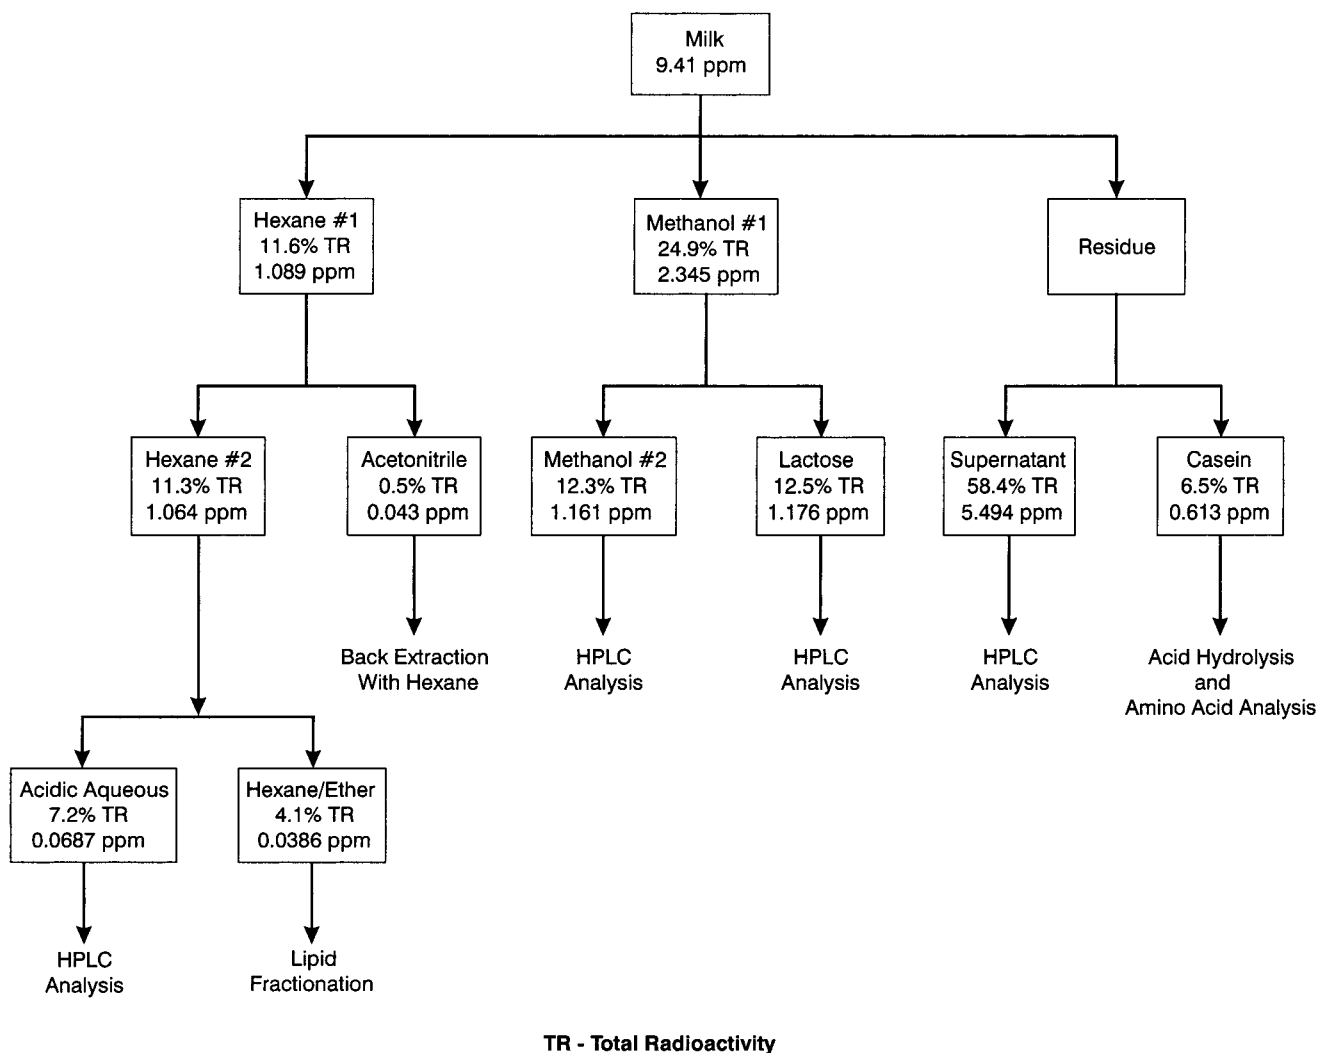 Milk
9.41 ppm
Hexane #1
11.6% TR
1.089 ppm
Methanol #1
24.9% TR
2.345 ppm
Residue
Hexane #2
11.3% TR
1.064 ppm
Acetonitrile
0.5% TR
0.043 ppm
Methanol #2
12.3% TR
1.161 ppm
Lactose
12.5% TR
1.176 ppm
Supernatant
58.4% TR
5.494 ppm
Casein
6.5% TR
0.613 ppm
Back Extraction
With Hexane
HPLC
Analysis
HPLC
Analysis
HPLC
Analysis
Acid Hydrolysis
and
Amino Acid Analysis
Acidic Aqueous
7.2% TR
0.0687 ppm
Hexane/Ether
4.1% TR
0.0386 ppm
HPLC
Analysis
Lipid
Fractionation
TR - Total Radioactivity